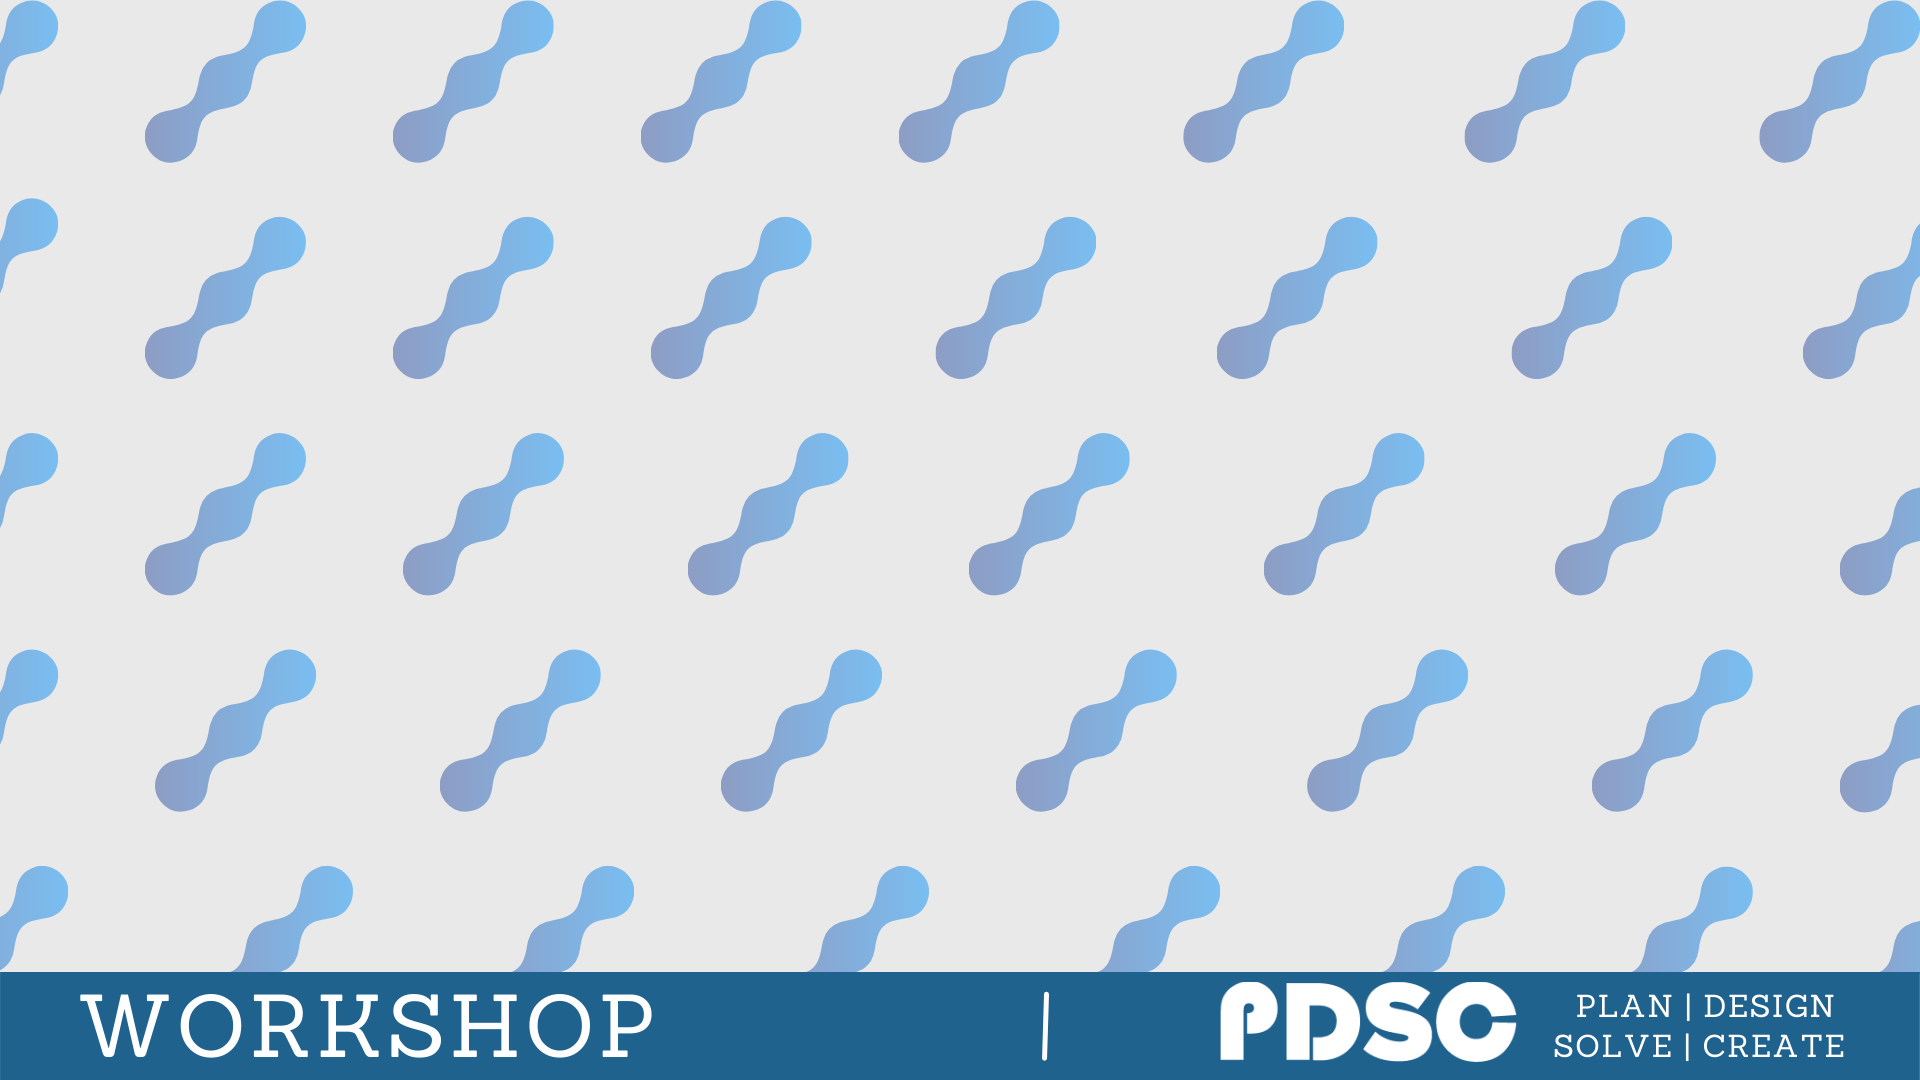 WORKSHOP
PDSC
PLAN | DESIGN
SOLVE | CREATE